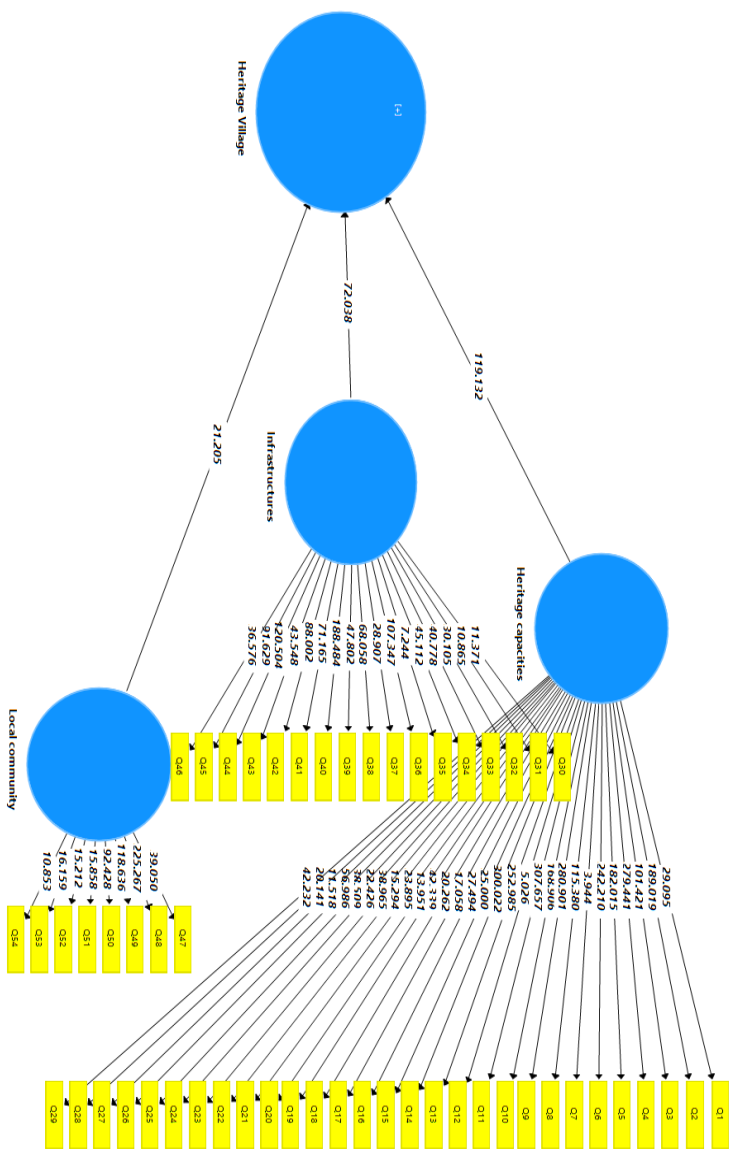 Q1
Q2
Q3
Q4
Q5
Q6
Q7
Q8
Q9
Q10
Q11
Q12
Q13
Q14
Q15
Q16
Q17
Q18
Q19
Q20
Q21
Q22
Q23
Q24
Q25
Q26
Q27
Q28
Q29
29.095
189.019
101.421
279.441
182.015
242.210
3.944
115.380
280.901
168.906
307.657
5.026
252.985
300.022
25.000
27.494
17.058
20.262
42.339
13.951
23.895
15.294
38.965
22.426
38.509
56.986
11.518
20.141
42.232
Heritage capacities
119.132
Q30
Q31
Q32
Q33
Q34
Q35
Q36
Q37
Q38
Q39
Q40
Q41
Q42
Q43
Q44
Q45
Q46
11.371
10.865
30.105
40.778
45.112
7.244
107.347
28.907
68.058
47.802
188.484
71.165
88.002
43.548
120.504
91.629
36.576
Infrastructures
72.038
[+]
Heritage Village
21.205
Q47
Q48
Q49
Q50
Q51
Q52
Q53
Q54
39.050
225.267
118.636
92.428
15.858
15.212
16.159
10.853
Local community